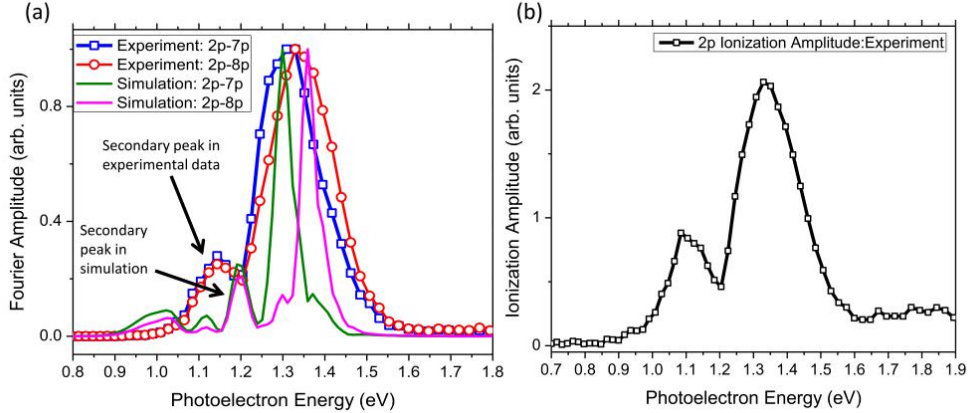 (a)
Experiment: 2p-7p
Experiment: 2p-8p
Simulation: 2p-7p
Simulation: 2p-8p
Secondary peak in
experimental data
Secondary
peak in
simulation
Fourier Amplitude (arb. units)
0.8
0.4
0.0
0.8 0.9 1.0 1.1 1.2 1.3 1.4 1.5 1.6 1.7 1.8
Photoelectron Energy (eV)
(b)
2p Ionization Amplitude:Experiment
Ionization Amplitude (arb. units)
2
1
0
0.7 0.8 0.9 1.0 1.1 1.2 1.3 1.4 1.5 1.6 1.7 1.8 1.9
Photoelectron Energy (eV)